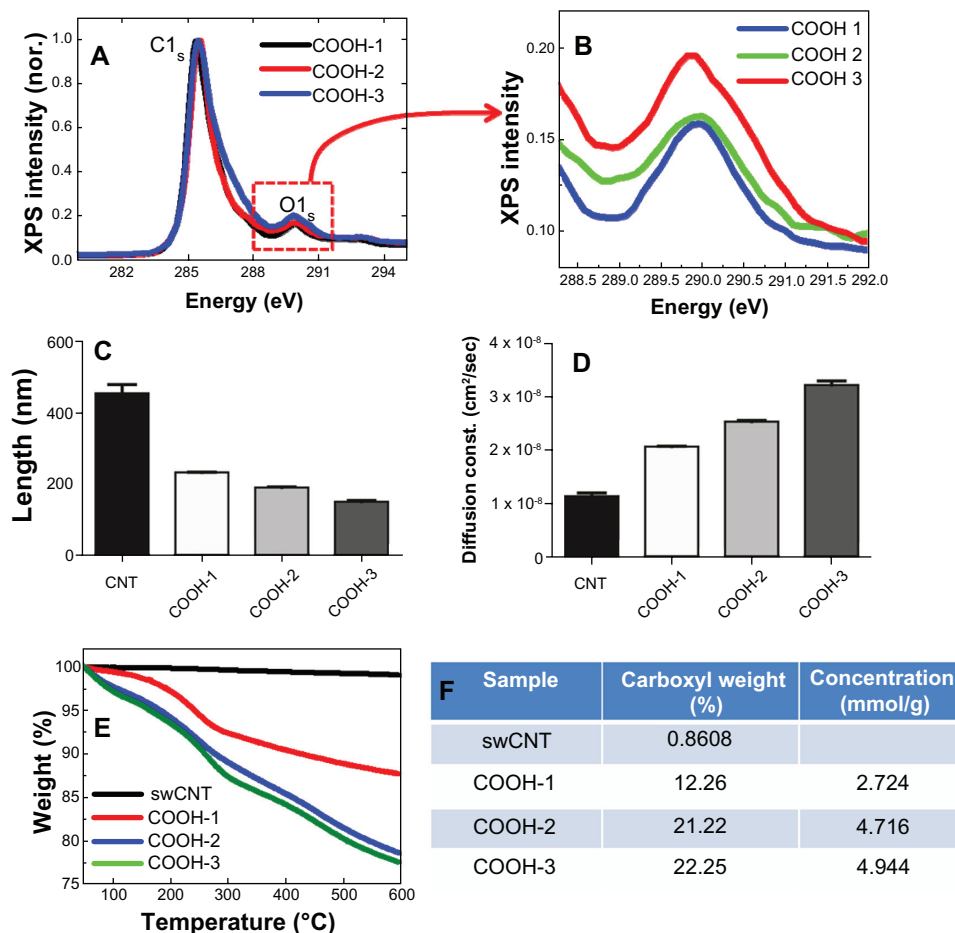 A
C1s
COOH-1
COOH-2
COOH-3
O1s
XPS intensity (nor.)
1.0
0.8
0.6
0.4
0.2
0.0
282 285 288 291 294
Energy (eV)
B
COOH 1
COOH 2
COOH 3
XPS intensity
0.20
0.15
0.10
288.5 289.0 289.5 290.0 290.5 291.0 291.5 292.0
Energy (eV)
C
Length (nm)
600
400
200
0
CNT COOH-1 COOH-2 COOH-3
D
Diffusion const. (cm²/sec)
4 x 10⁻⁸
3 x 10⁻⁸
2 x 10⁻⁸
1 x 10⁻⁸
0
CNT COOH-1 COOH-2 COOH-3
E
Weight (%)
100
95
90
85
80
75
swCNT
COOH-1
COOH-2
COOH-3
100 200 300 400 500 600
Temperature (°C)
F
Sample Carboxyl weight (%) Concentration (mmol/g)
swCNT 0.8608
COOH-1 12.26 2.724
COOH-2 21.22 4.716
COOH-3 22.25 4.944